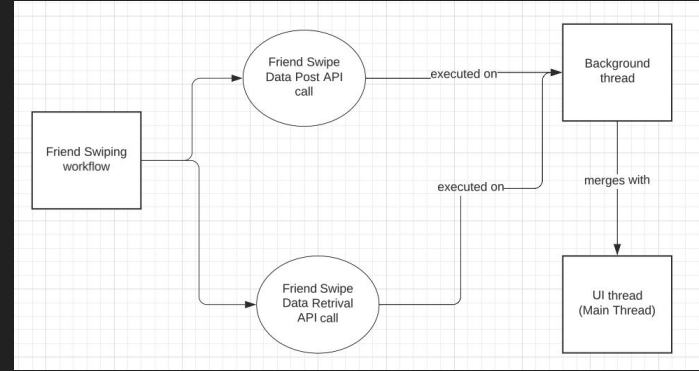 Friend Swipe
Data Post API
call
executed on
Background
thread
Friend Swiping
workflow
executed on
merges with
Friend Swipe
Data Retrival
API call
UI thread
(Main Thread)